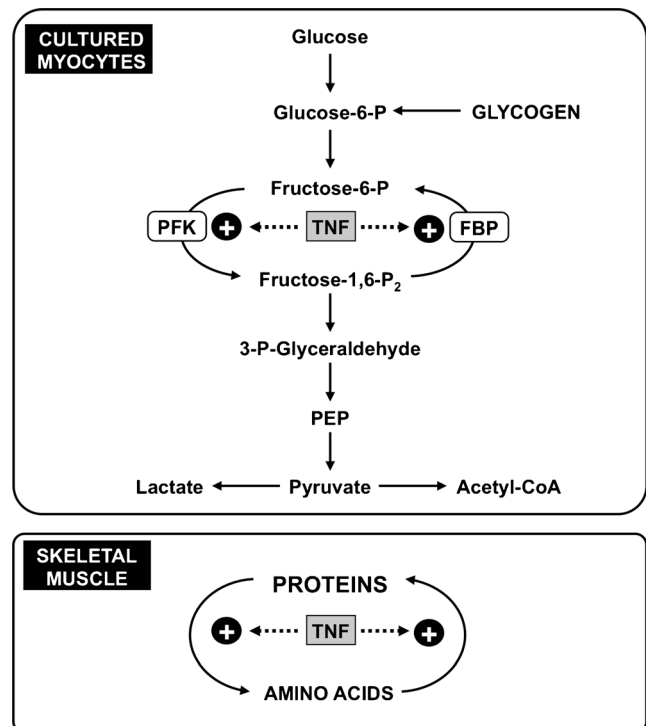 CULTURED
MYOCYTES
Glucose
Glucose-6-P
GLYCOGEN
Fructose-6-P
PFK
+
TNF
+
FBP
Fructose-1,6-P₂
3-P-Glyceraldehyde
PEP
Lactate
Pyruvate
Acetyl-CoA
SKELETAL
MUSCLE
PROTEINS
+
TNF
+
AMINO ACIDS